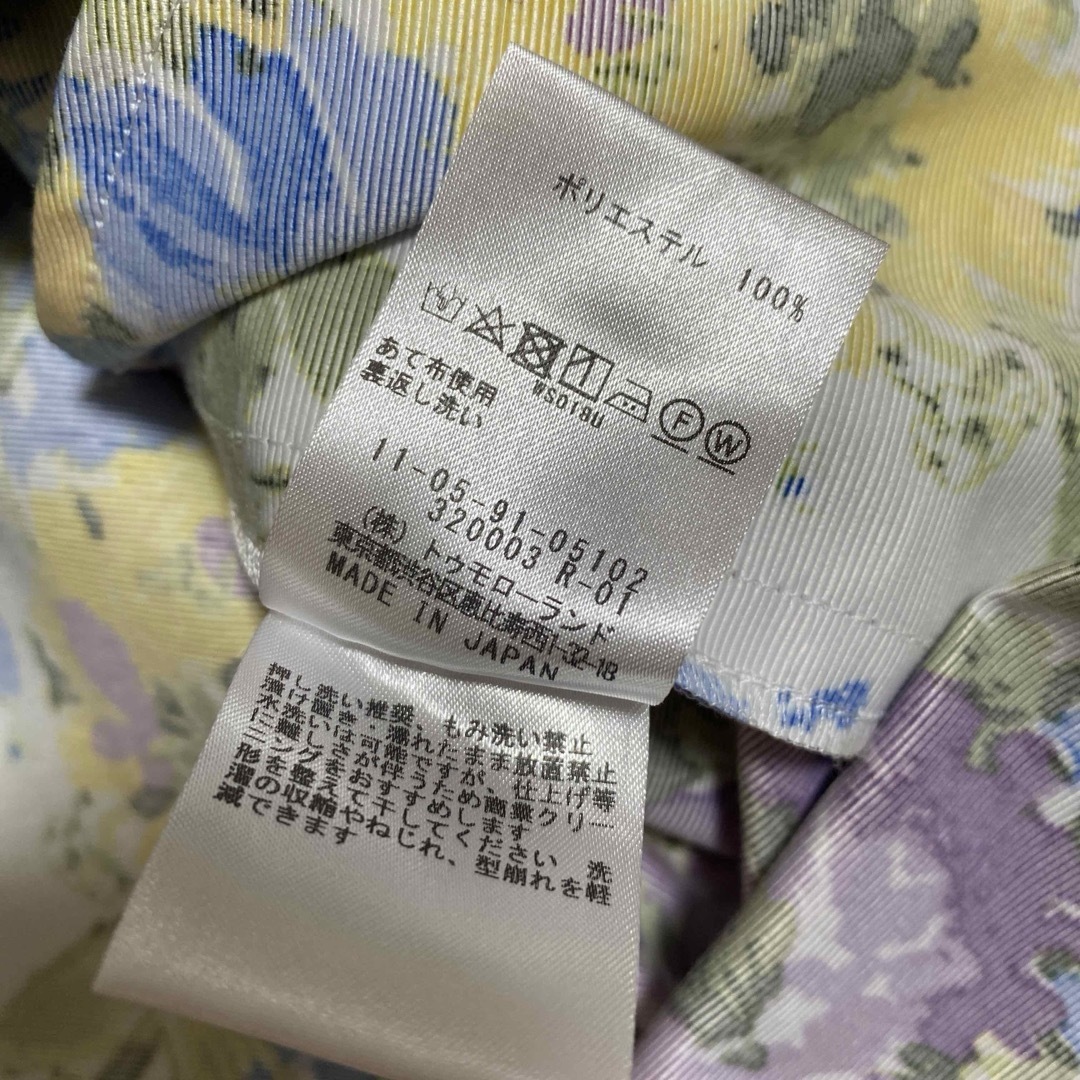 ポリエステル 100%
F W
WS0180
あて布使用
裏返し洗い
11-05-91-05102
320003 R-01
(株) トゥモローランド
東京都渋谷区恵比寿西1-32-18
MADE IN JAPAN
押し洗い推奨、もみ洗い禁止
漬け置き・濡れたまま放置禁止
水洗いは可能ですが、仕上げ等
に難しさが伴うため商業クリー
ニングをおすすめします
形を整えて干してください 洗
濯の収縮やねじれ、型崩れを軽
減できます